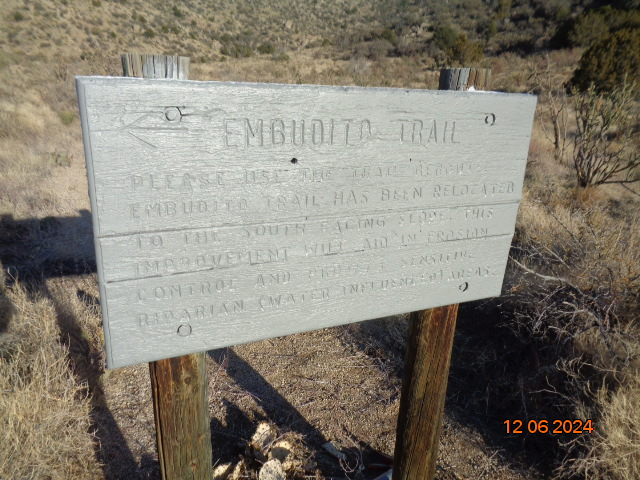 EMBUDITO TRAIL
PLEASE USE THE TRAIL
EMBUDITO TRAIL HAS BEEN RELOCATED
TO THE SOUTH FACING SLOPE. THIS
IMPROVEMENT WILL AID IN EROSION
CONTROL AND PROTECT SENSITIVE
RIPARIAN (WATER INFLUENCED) AREAS.
12 06 2024